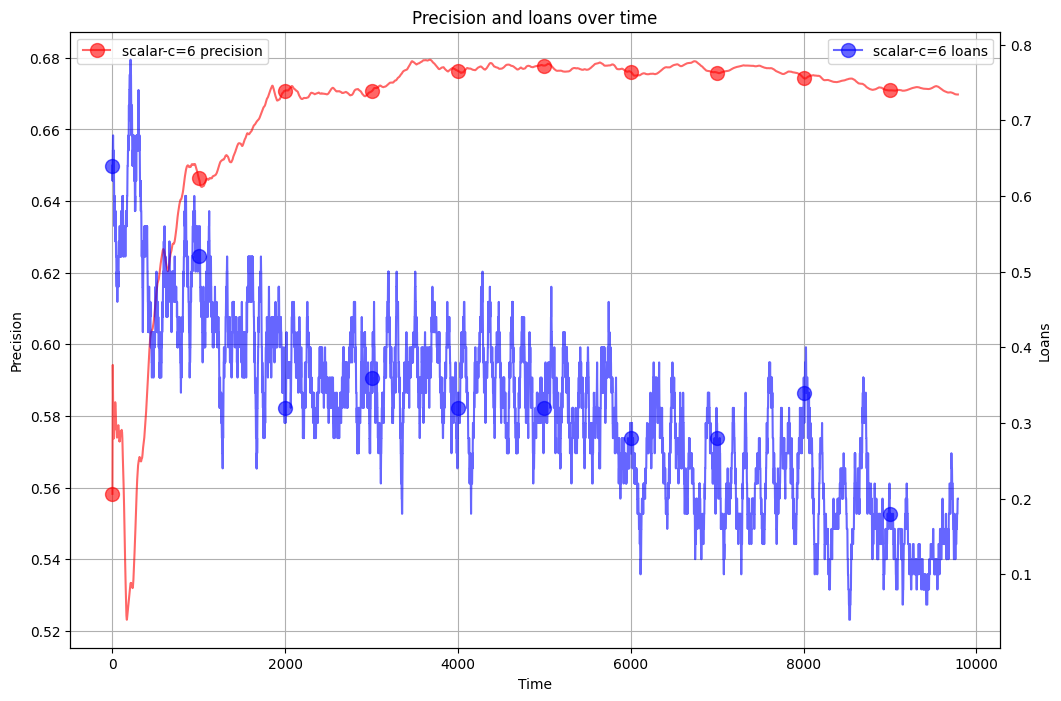 Precision and loans over time
scalar-c=6 precision
scalar-c=6 loans
0.68
0.66
0.64
0.62
0.60
0.58
0.56
0.54
0.52
Precision
0.8
0.7
0.6
0.5
0.4
0.3
0.2
0.1
Loans
0 2000 4000 6000 8000 10000
Time